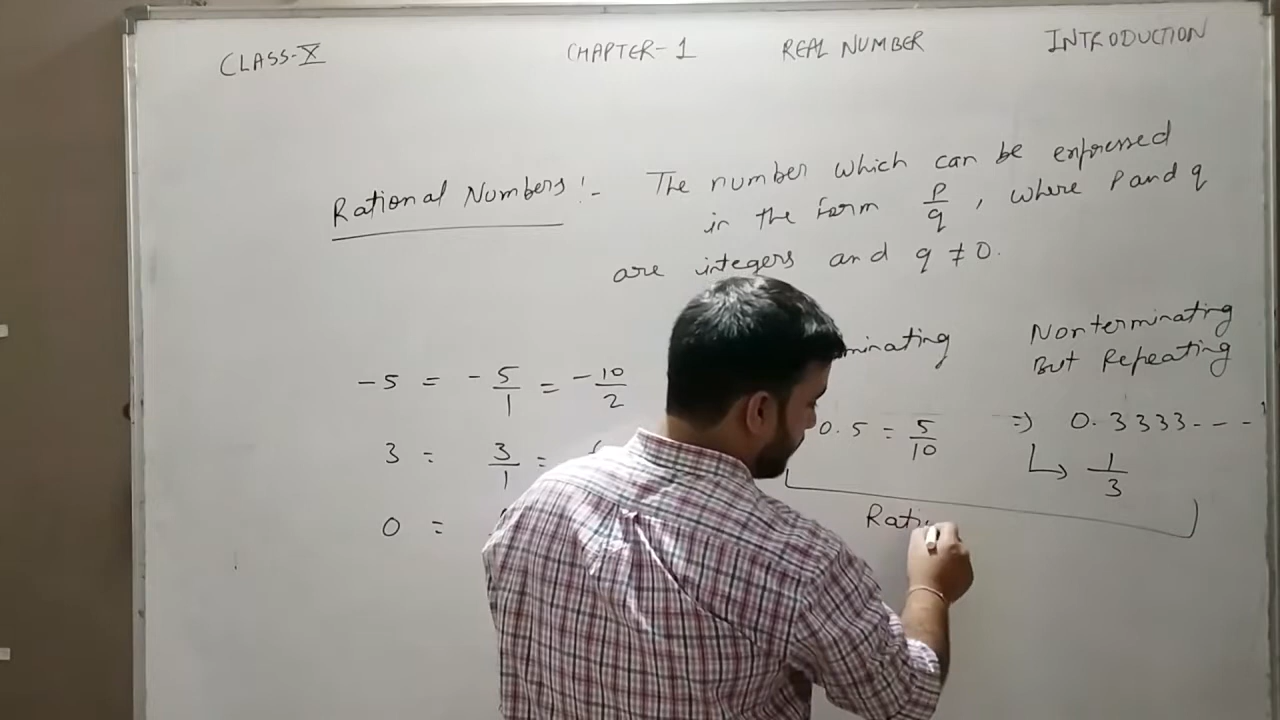 CLASS-X CHAPTER-1 REAL NUMBER INTRODUCTION
Rational Numbers!- The number which can be expressed
in the form p/q, where p and q
are integers and q ≠ 0.
minating Nonterminating
But Repeating
-5 = -5/1 = -10/2
0.5 = 5/10 => 0.3333---
3 = 3/1 =
↳ 1/3
0 =
Rati